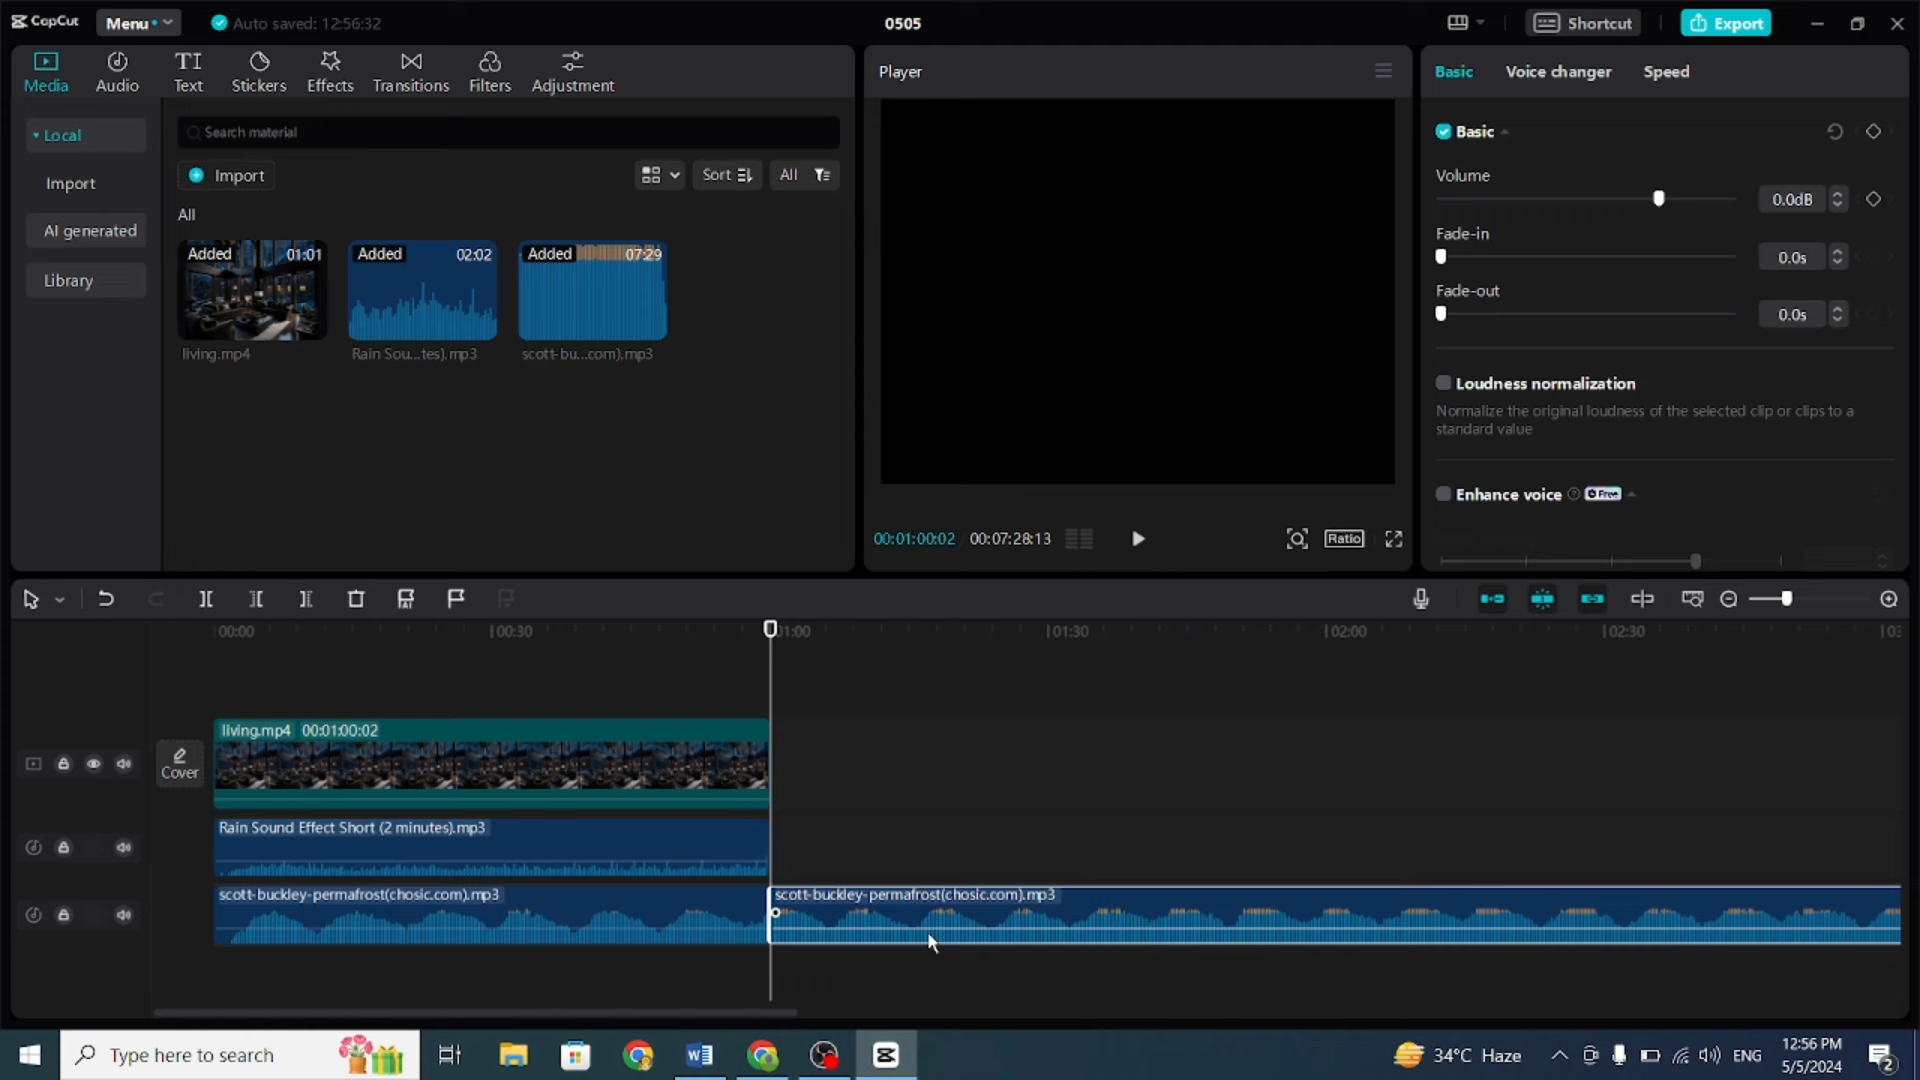 CapCut
Menu
Auto saved: 12:56:32
0505
Shortcut
Export
Media
Audio
Text
Stickers
Effects
Transitions
Filters
Adjustment
Player
Basic
Voice changer
Speed
Local
Import
AI generated
Library
Search material
Import
Sort
All
All
Added 01:01
living.mp4
Added 02:02
Rain Sou...tes).mp3
Added 07:29
scott-bu...com).mp3
00:01:00:02
00:07:28:13
Ratio
Basic
Volume
0.0dB
Fade-in
0.0s
Fade-out
0.0s
Loudness normalization
Normalize the original loudness of the selected clip or clips to a
standard value
Enhance voice
Free
00:00
00:30
01:00
01:30
02:00
02:30
Cover
living.mp4 00:01:00:02
Rain Sound Effect Short (2 minutes).mp3
scott-buckley-permafrost(chosic.com).mp3
scott-buckley-permafrost(chosic.com).mp3
Type here to search
34°C Haze
ENG
12:56 PM
5/5/2024
2